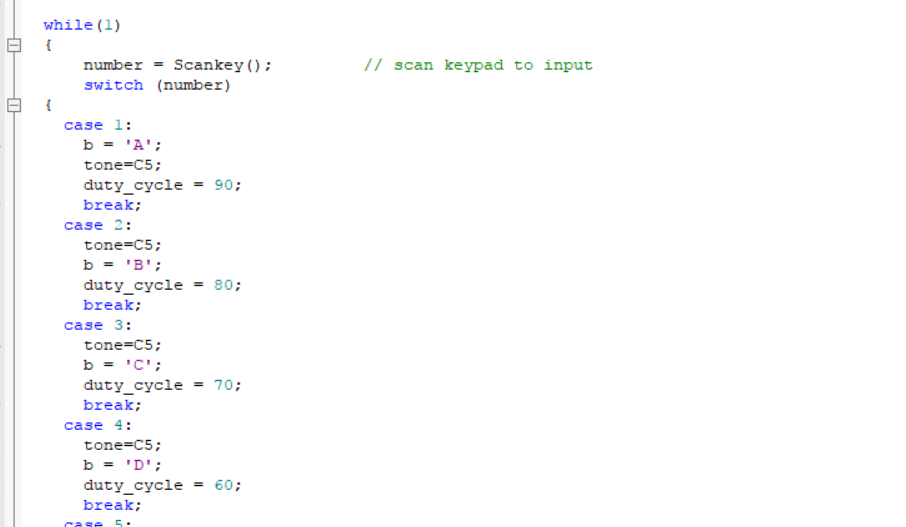 while(1)
{
number = Scankey(); // scan keypad to input
switch (number)
{
case 1:
b = 'A';
tone=C5;
duty_cycle = 90;
break;
case 2:
tone=C5;
b = 'B';
duty_cycle = 80;
break;
case 3:
tone=C5;
b = 'C';
duty_cycle = 70;
break;
case 4:
tone=C5;
b = 'D';
duty_cycle = 60;
break;
case 5: